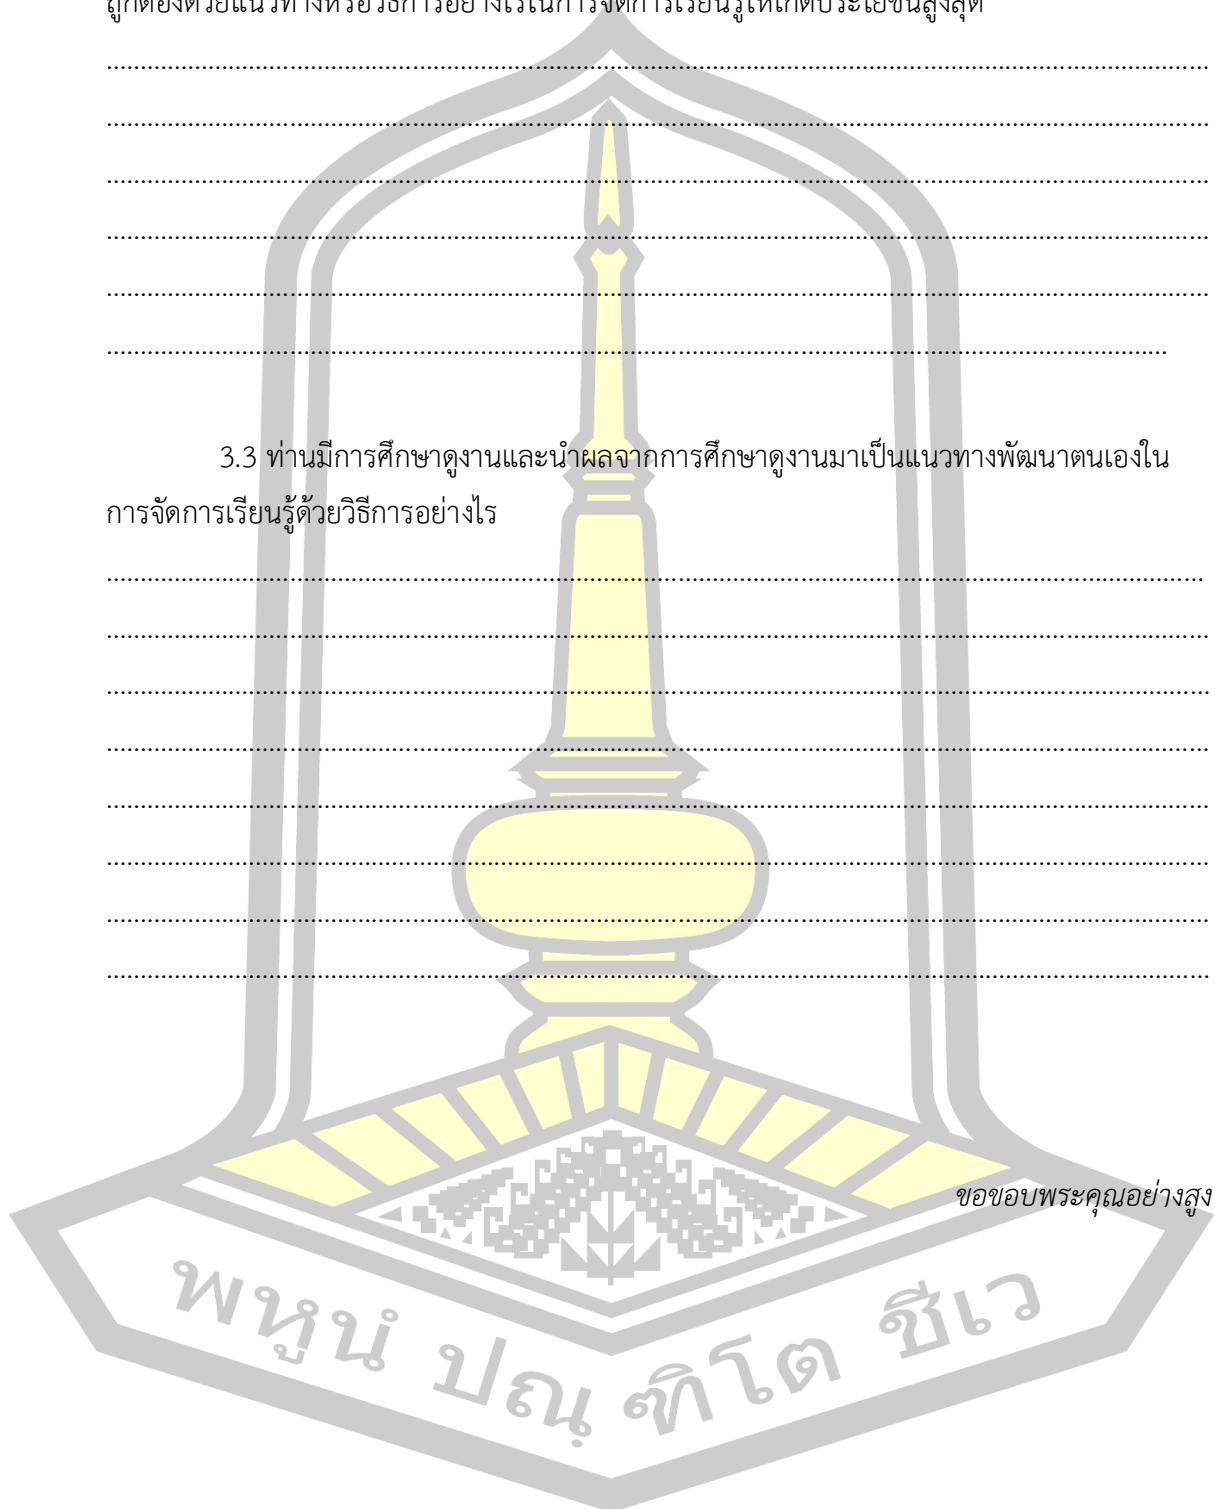 ถูกต้องด้วยแนวทางหรือวิธีการอย่างไรในการจัดการเรียนรู้ให้เกิดประโยชน์สูงสุด
3.3 ท่านมีการศึกษาดูงานและนำผลจากการศึกษาดูงานมาเป็นแนวทางพัฒนาตนเองใน
การจัดการเรียนรู้ด้วยวิธีการอย่างไร
ขอขอบพระคุณอย่างสูง
พหูนํ ปณฺฑิโต ชีเว